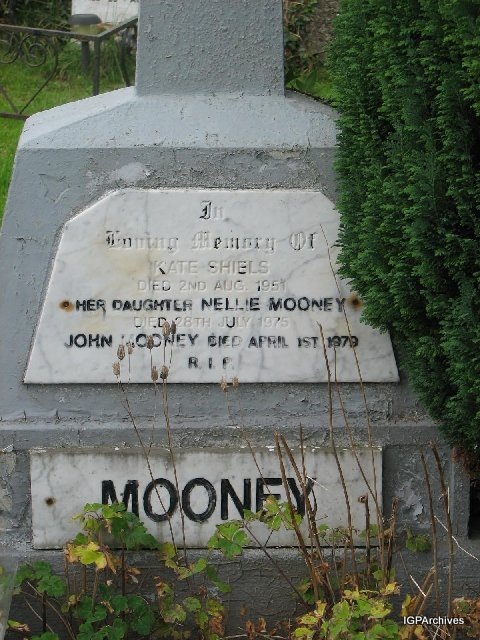 In
Loving Memory Of
KATE SHIELS
DIED 2ND AUG. 1951
HER DAUGHTER NELLIE MOONEY
DIED 28TH JULY 1975
JOHN MOONEY DIED APRIL 1ST 1979
R.I.P.
MOONEY
IGPArchives